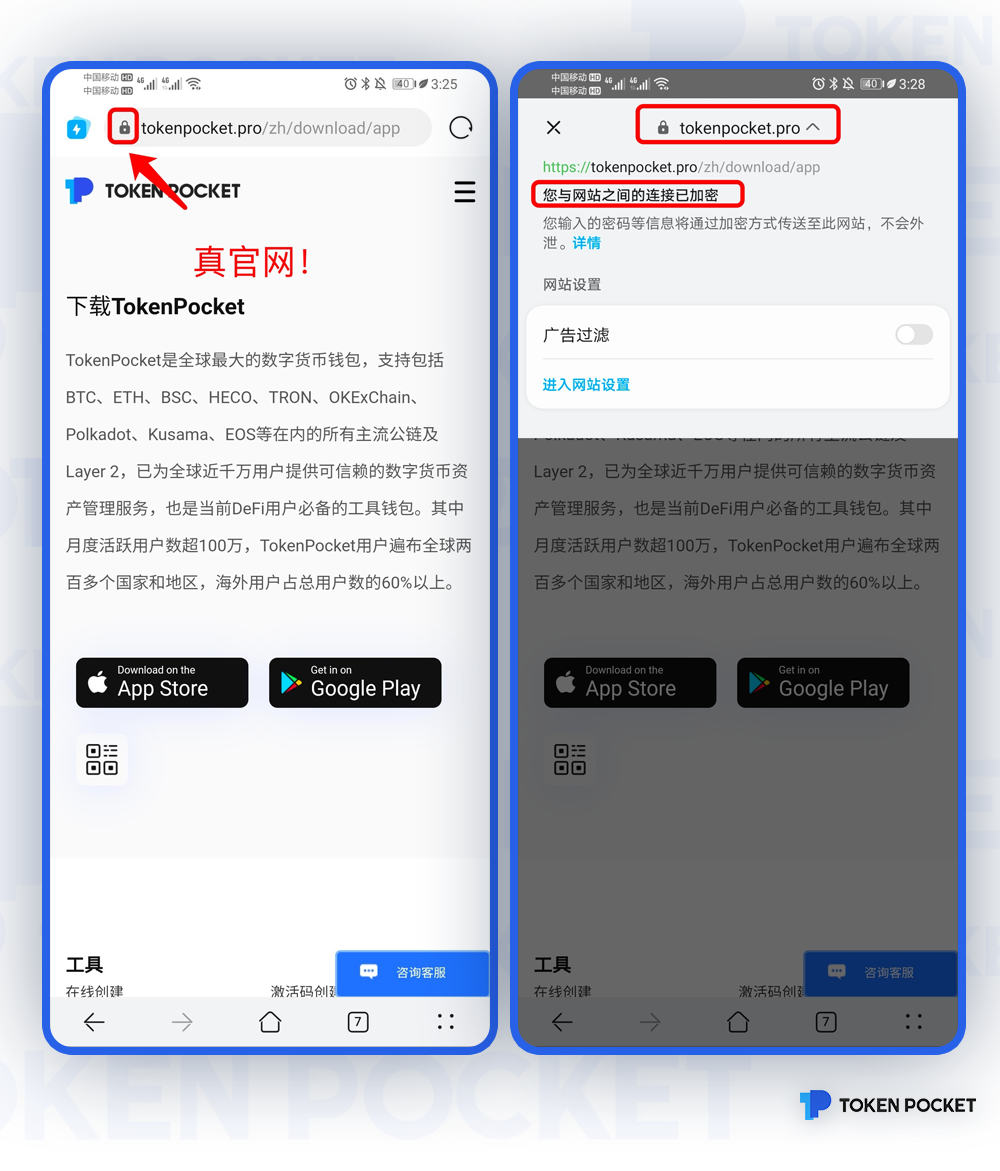 TOKEN
中国移动 HD
中国移动 HD
4G
4G
40
3:25
tokenpocket.pro/zh/download/app
TOKEN POCKET
真官网！
下载TokenPocket
TokenPocket是全球最大的数字货币钱包，支持包括
BTC、ETH、BSC、HECO、TRON、OKExChain、
Polkadot、Kusama、EOS等在内的所有主流公链及
Layer 2，已为全球近千万用户提供可信赖的数字货币资
产管理服务，也是当前DeFi用户必备的工具钱包。其中
月度活跃用户数超100万，TokenPocket用户遍布全球两
百多个国家和地区，海外用户占总用户数的60%以上。
Download on the
App Store
Get in on
Google Play
工具
咨询客服
在线创建
激活码创建
7
中国移动 HD
中国移动 HD
4G
4G
40
3:28
tokenpocket.pro
https://tokenpocket.pro/zh/download/app
您与网站之间的连接已加密
您输入的密码等信息将通过加密方式传送至此网站，不会外
泄。详情
网站设置
广告过滤
进入网站设置
Polkadot、Kusama、EOS等在内的所有主流公链及
Layer 2，已为全球近千万用户提供可信赖的数字货币资
产管理服务，也是当前DeFi用户必备的工具钱包。其中
月度活跃用户数超100万，TokenPocket用户遍布全球两
百多个国家和地区，海外用户占总用户数的60%以上。
Download on the
App Store
Get in on
Google Play
工具
咨询客服
在线创建
激活码创建
7
TOKEN POCKET
TOKEN POCKET